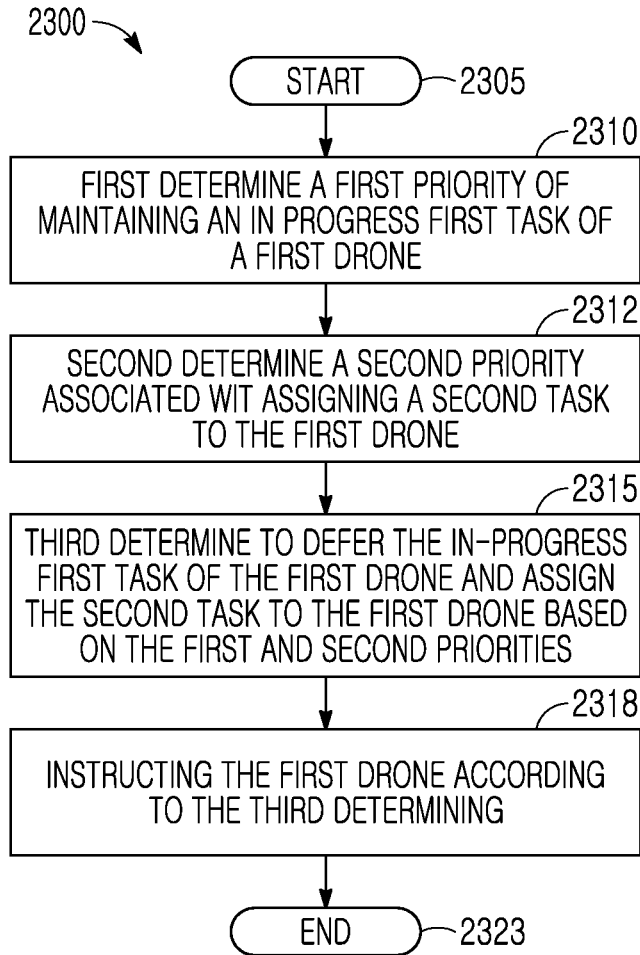 2300
START
2305
2310
FIRST DETERMINE A FIRST PRIORITY OF
MAINTAINING AN IN PROGRESS FIRST TASK OF
A FIRST DRONE
2312
SECOND DETERMINE A SECOND PRIORITY
ASSOCIATED WIT ASSIGNING A SECOND TASK
TO THE FIRST DRONE
2315
THIRD DETERMINE TO DEFER THE IN-PROGRESS
FIRST TASK OF THE FIRST DRONE AND ASSIGN
THE SECOND TASK TO THE FIRST DRONE BASED
ON THE FIRST AND SECOND PRIORITIES
2318
INSTRUCTING THE FIRST DRONE ACCORDING
TO THE THIRD DETERMINING
END
2323